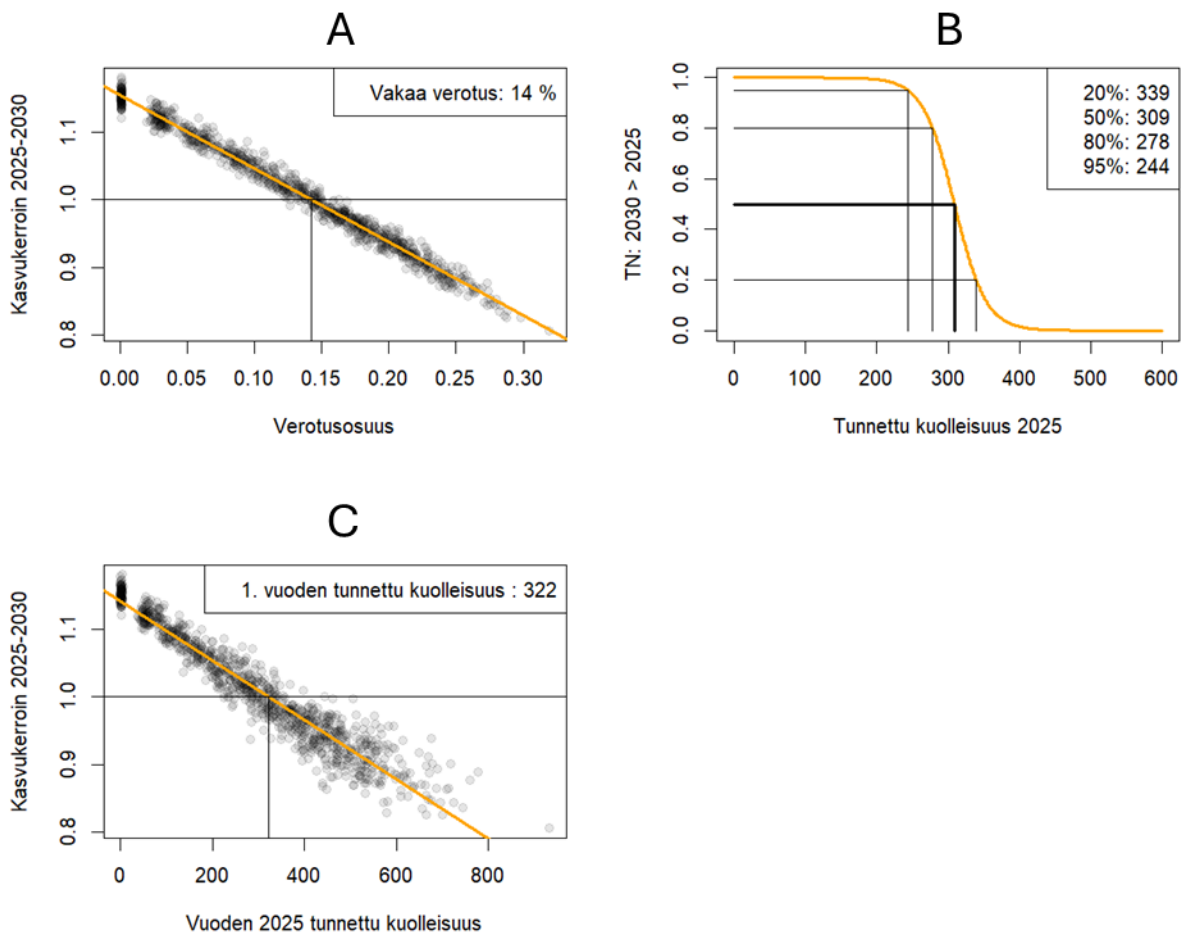 A
Vakaa verotus: 14 %
Kasvukerroin 2025-2030
1.1
1.0
0.9
0.8
0.00 0.05 0.10 0.15 0.20 0.25 0.30
Verotusosuus
B
20%: 339
50%: 309
80%: 278
95%: 244
TN: 2030 > 2025
1.0
0.8
0.6
0.4
0.2
0.0
0 100 200 300 400 500 600
Tunnettu kuolleisuus 2025
C
1. vuoden tunnettu kuolleisuus : 322
Kasvukerroin 2025-2030
1.1
1.0
0.9
0.8
0 200 400 600 800
Vuoden 2025 tunnettu kuolleisuus